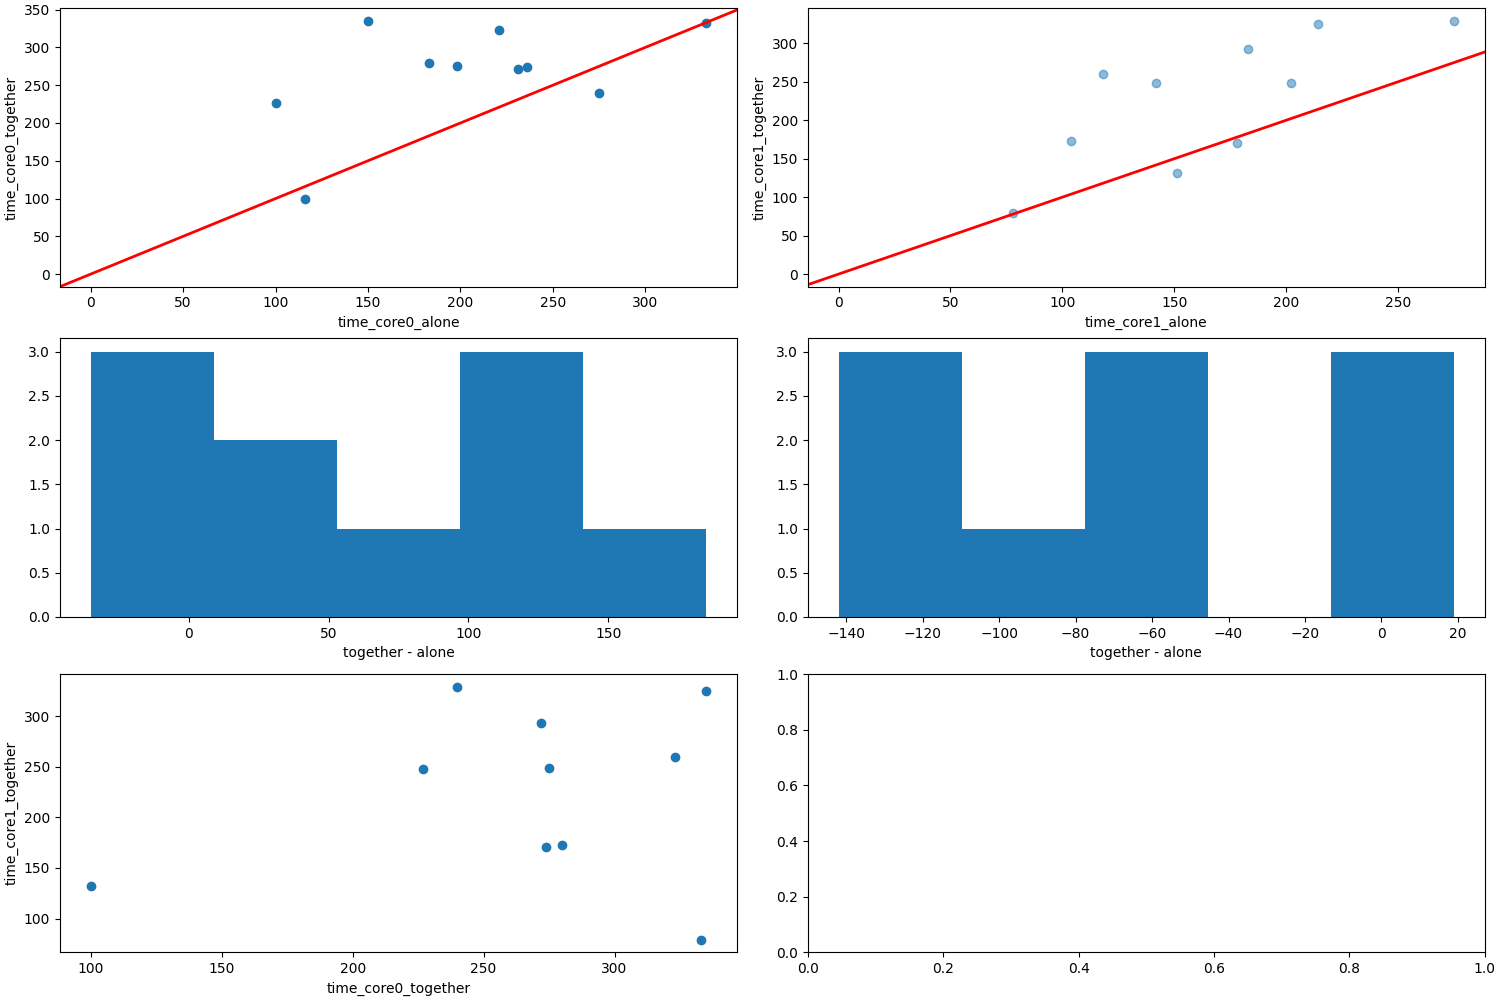 350
300
250
200
150
100
50
0
time_core0_together
0 50 100 150 200 250 300
time_core0_alone
300
250
200
150
100
50
0
time_core1_together
0 50 100 150 200 250
time_core1_alone
3.0
2.5
2.0
1.5
1.0
0.5
0.0
0 50 100 150
together - alone
3.0
2.5
2.0
1.5
1.0
0.5
0.0
−140 −120 −100 −80 −60 −40 −20 0 20
together - alone
300
250
200
150
100
time_core1_together
100 150 200 250 300
time_core0_together
1.0
0.8
0.6
0.4
0.2
0.0
0.0 0.2 0.4 0.6 0.8 1.0